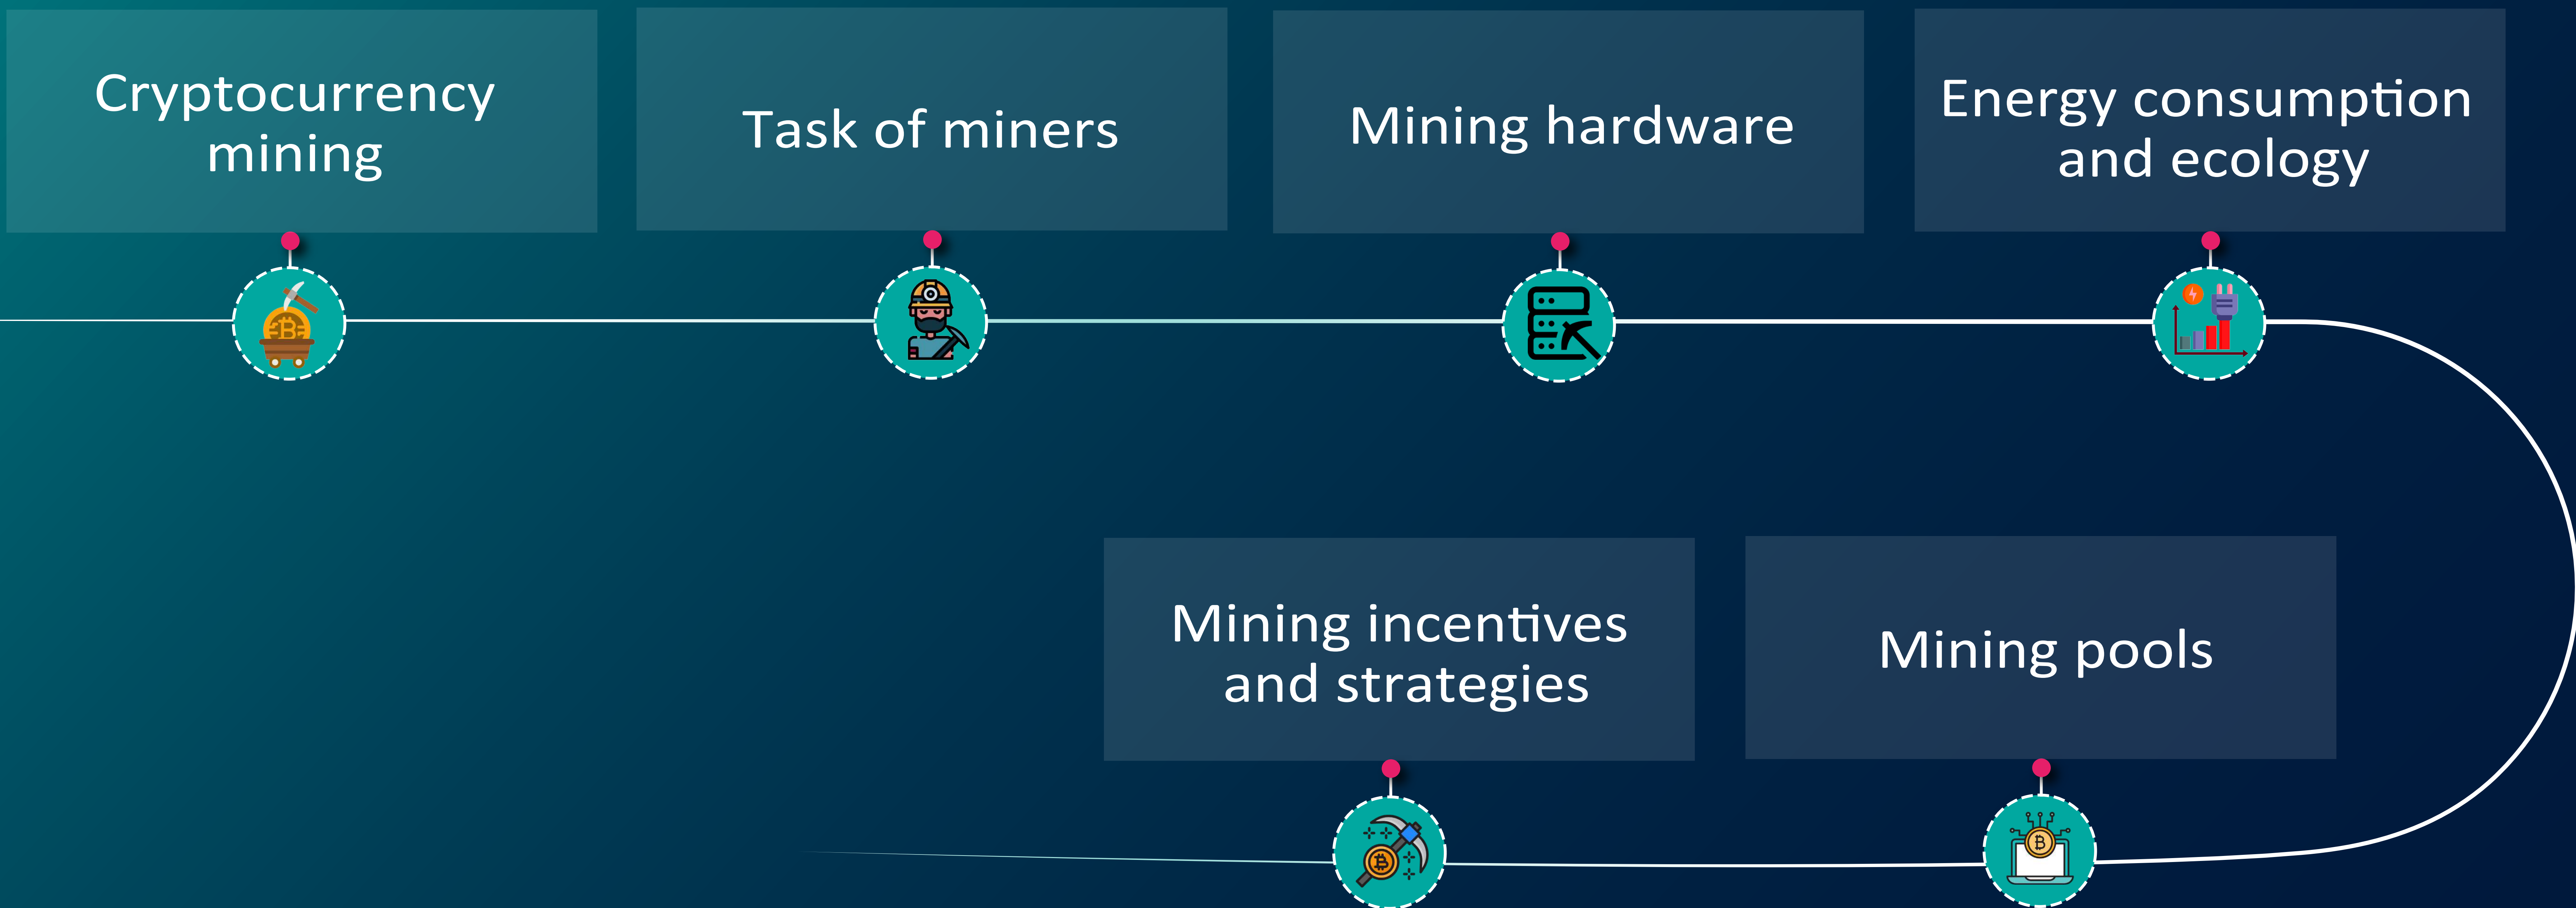 Cryptocurrency
mining
Task of miners
Mining hardware
Energy consumption
and ecology
Mining incentives
and strategies
Mining pools